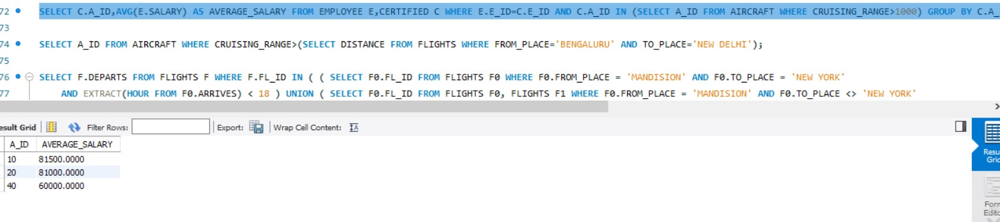 72 SELECT C.A_ID,AVG(E.SALARY) AS AVERAGE_SALARY FROM EMPLOYEE E,CERTIFIED C WHERE E.E_ID=C.E_ID AND C.A_ID IN (SELECT A_ID FROM AIRCRAFT WHERE CRUISING_RANGE>1000) GROUP BY C.A_
73
74 SELECT A_ID FROM AIRCRAFT WHERE CRUISING_RANGE>(SELECT DISTANCE FROM FLIGHTS WHERE FROM_PLACE='BENGALURU' AND TO_PLACE='NEW DELHI');
75
76 SELECT F.DEPARTS FROM FLIGHTS F WHERE F.FL_ID IN ( ( SELECT F0.FL_ID FROM FLIGHTS F0 WHERE F0.FROM_PLACE = 'MANDISION' AND F0.TO_PLACE = 'NEW YORK'
77 AND EXTRACT(HOUR FROM F0.ARRIVES) < 18 ) UNION ( SELECT F0.FL_ID FROM FLIGHTS F0, FLIGHTS F1 WHERE F0.FROM_PLACE = 'MANDISION' AND F0.TO_PLACE <> 'NEW YORK'
esult Grid Filter Rows: Export: Wrap Cell Content:
A_ID AVERAGE_SALARY
10 81500.0000
20 81000.0000
40 60000.0000
Resu
Grid
Form
Edito